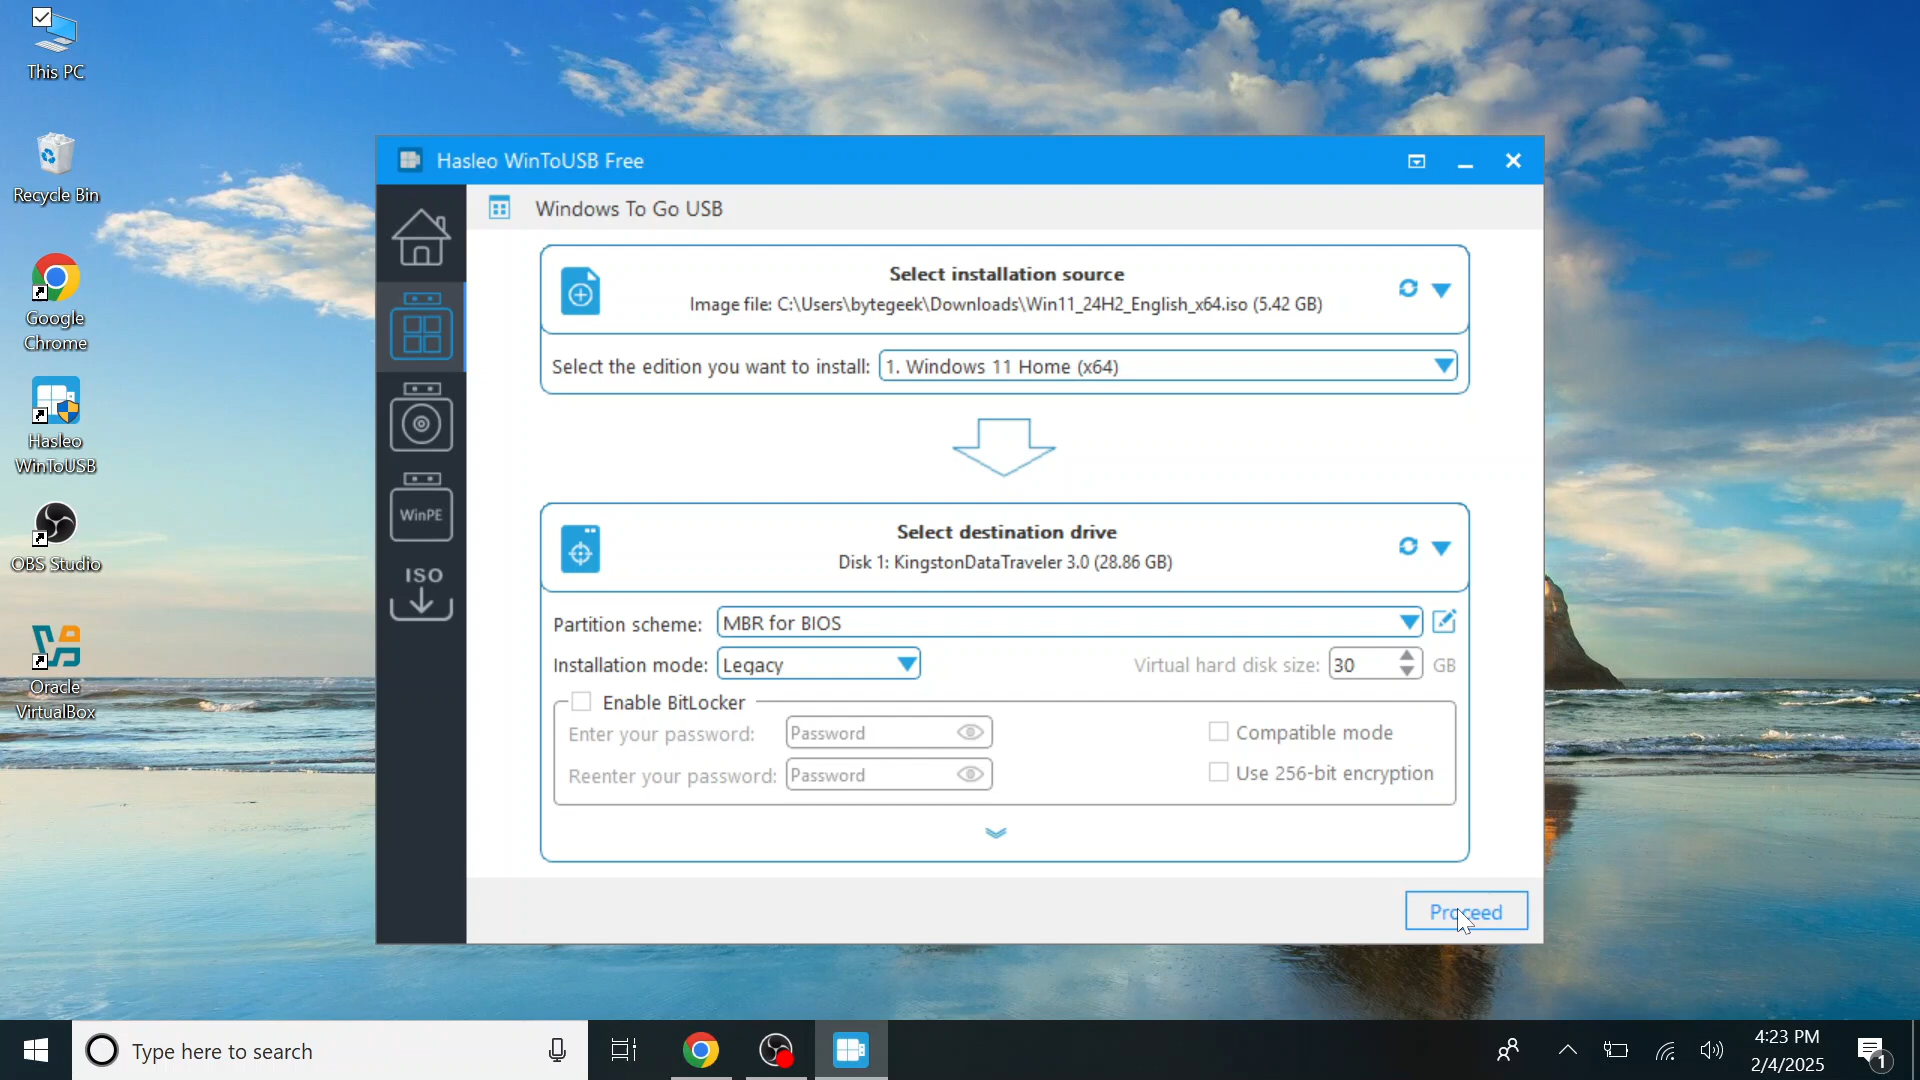 This PC
Recycle Bin
Google
Chrome
Hasleo
WinToUSB
OBS Studio
Oracle
VirtualBox
Hasleo WinToUSB Free
Windows To Go USB
WinPE
ISO
Select installation source
Image file: C:\Users\bytegeek\Downloads\Win11_24H2_English_x64.iso (5.42 GB)
Select the edition you want to install: 1. Windows 11 Home (x64)
Select destination drive
Disk 1: KingstonDataTraveler 3.0 (28.86 GB)
Partition scheme: MBR for BIOS
Installation mode: Legacy Virtual hard disk size: 30 GB
Enable BitLocker
Enter your password: Password Compatible mode
Reenter your password: Password Use 256-bit encryption
Proceed
Type here to search
4:23 PM
2/4/2025
1